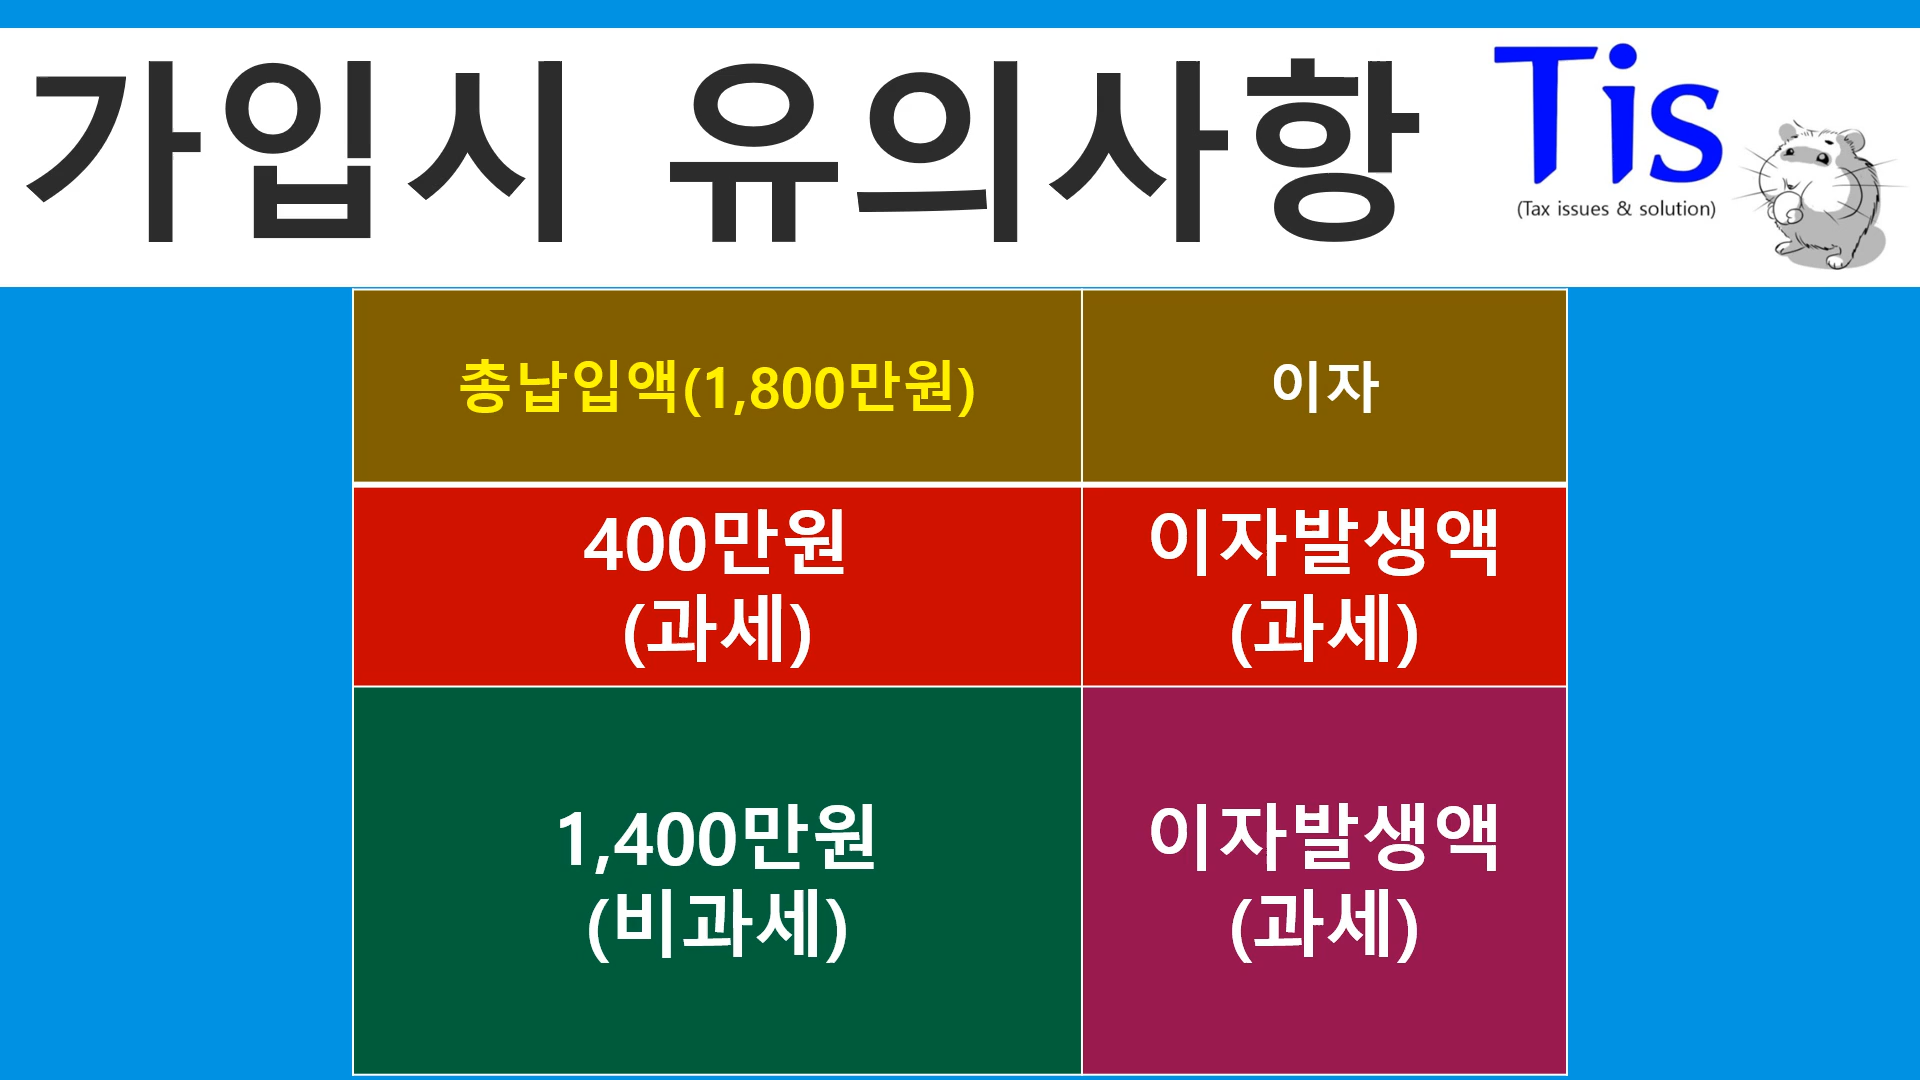 가입시 유의사항
Tis
(Tax issues & solution)
총납입액(1,800만원)
이자
400만원
(과세)
이자발생액
(과세)
1,400만원
(비과세)
이자발생액
(과세)